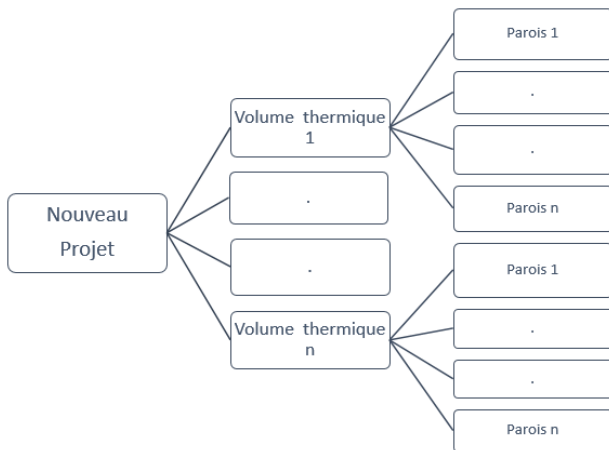 Nouveau
Projet
Volume thermique
1
.
.
Volume thermique
n
Parois 1
.
.
Parois n
Parois 1
.
.
Parois n